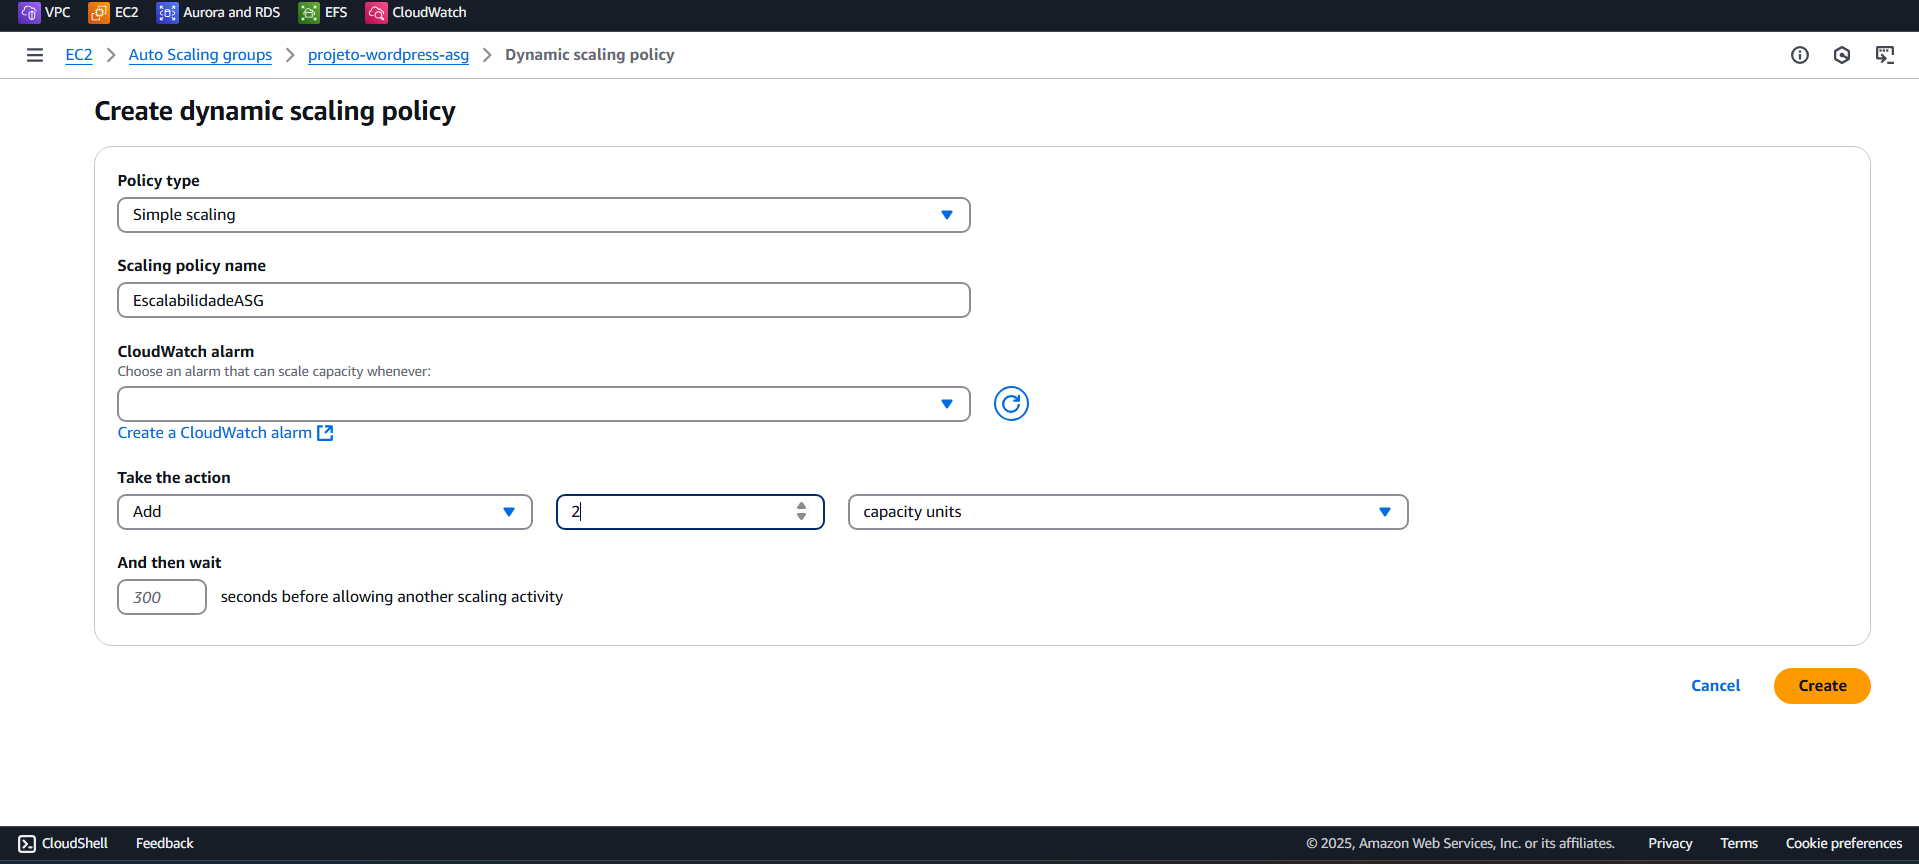 VPC EC2 Aurora and RDS EFS CloudWatch
EC2 Auto Scaling groups projeto-wordpress-asg Dynamic scaling policy
Create dynamic scaling policy
Policy type
Simple scaling
Scaling policy name
EscalabilidadeASG
CloudWatch alarm
Choose an alarm that can scale capacity whenever:
Create a CloudWatch alarm
Take the action
Add 2 capacity units
And then wait
300 seconds before allowing another scaling activity
Cancel Create
CloudShell Feedback © 2025, Amazon Web Services, Inc. or its affiliates. Privacy Terms Cookie preferences